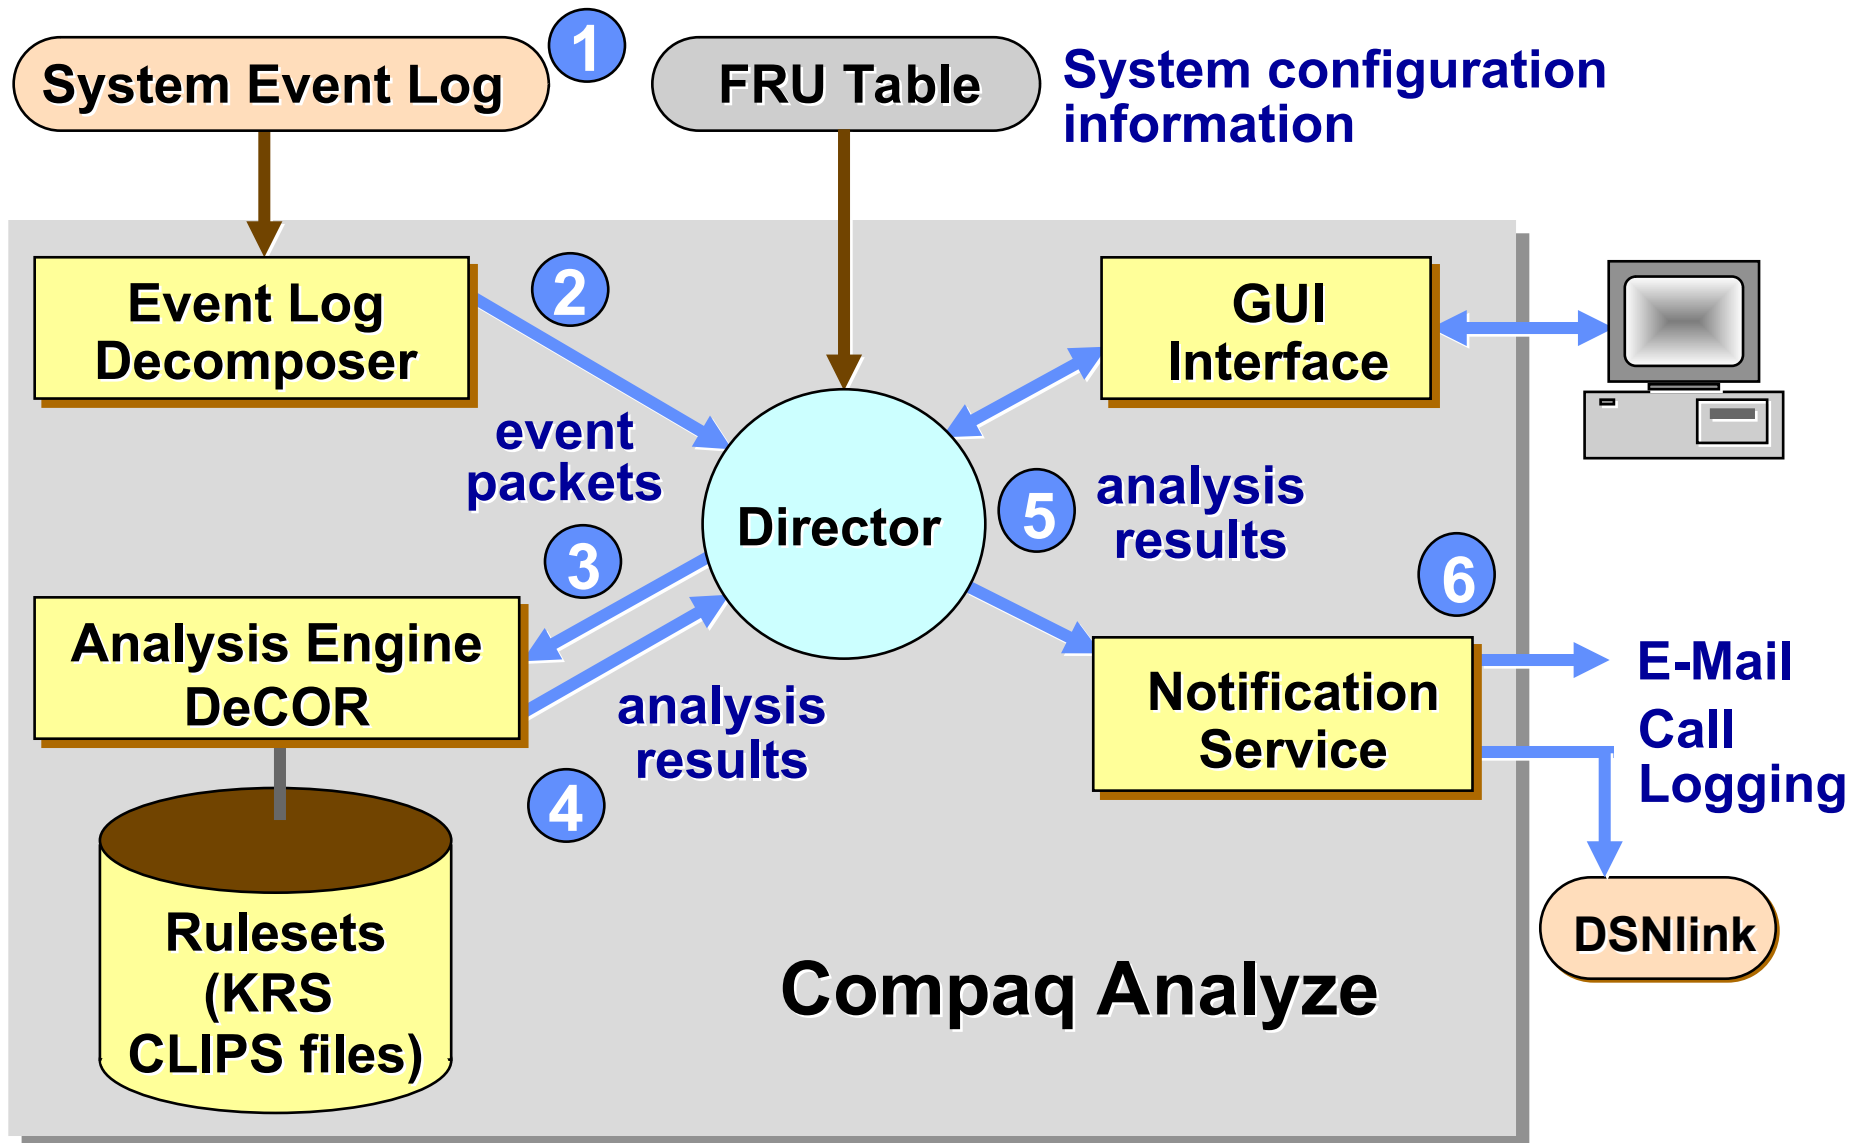 System Event Log
1
FRU Table
System configuration
information
Event Log
Decomposer
2
event
packets
GUI
Interface
Director
3
5
analysis
results
6
Analysis Engine
DeCOR
analysis
results
4
Notification
Service
E-Mail
Call
Logging
DSNlink
Rulesets
(KRS
CLIPS files)
Compaq Analyze